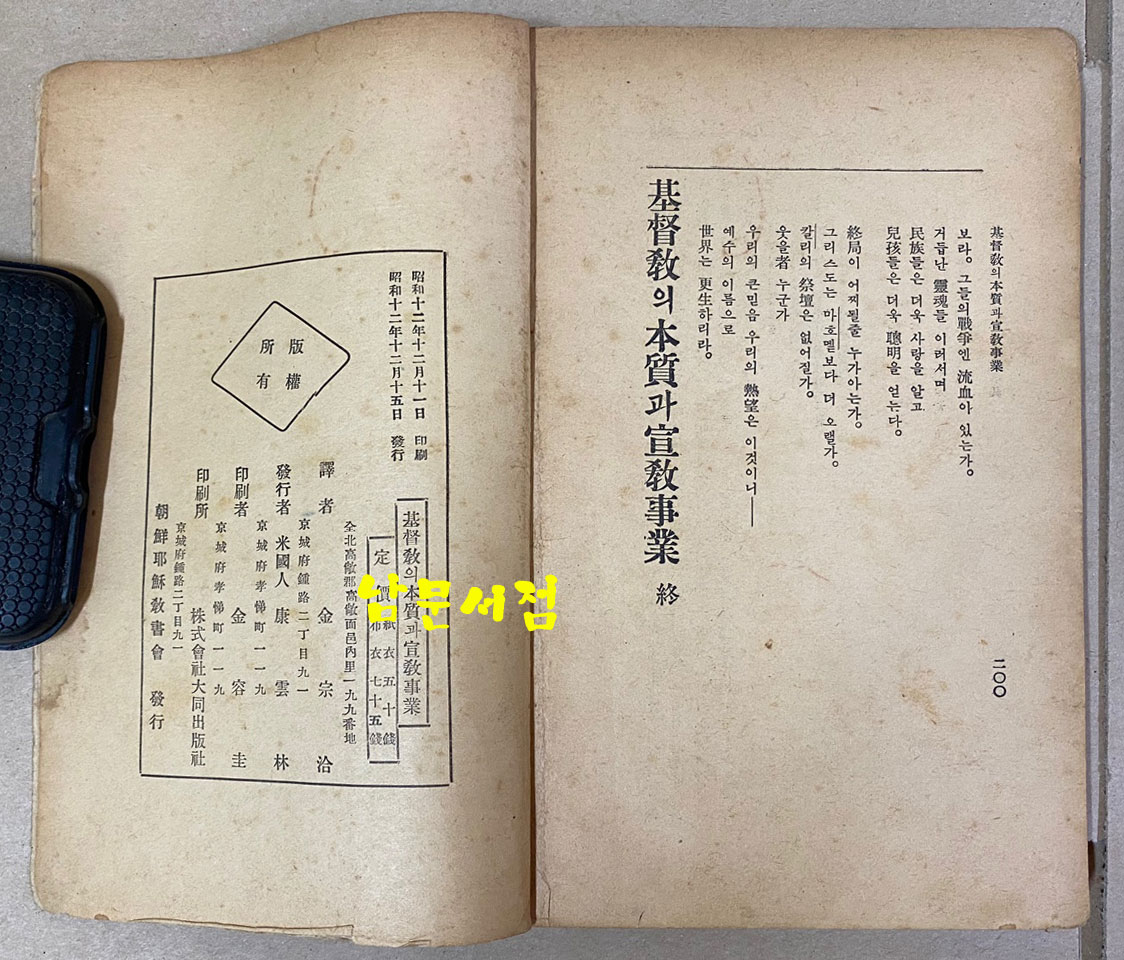 基督敎의本質과宣敎事業
보라。그들의戰爭엔 流血아 있는가。
거듭난 靈魂들 이러서며
民族들은 더욱 사랑을 알고
兒孩들은 더욱 聰明을 얻는다。
終局이 어찌될줄 누가아는가。
그리스도는 마호멭보다 더 오랠가。
칼리의 祭壇은 없어질가。
웃을者 누군가
우리의 큰믿음 우리의 熱望은 이것이니——
예수의 이름으로
世界는 更生하리라。
基督敎의本質과宣敎事業 終
二〇〇
基督敎의本質과宣敎事業
定價
紙衣五十錢
布衣七十五錢
昭和十二年十二月十一日 印刷
昭和十二年十二月十五日 發行
版權所有
全北高敞郡高敞面邑內里一九九番地
譯者 金宗洽
京城府鍾路二丁目九一
發行者 米國人 康雲林
京城府孝悌町一一九
印刷者 金容圭
京城府孝悌町一一九
印刷所 株式會社大同出版社
京城府鍾路二丁目九一
朝鮮耶穌敎書會 發行
남문서점